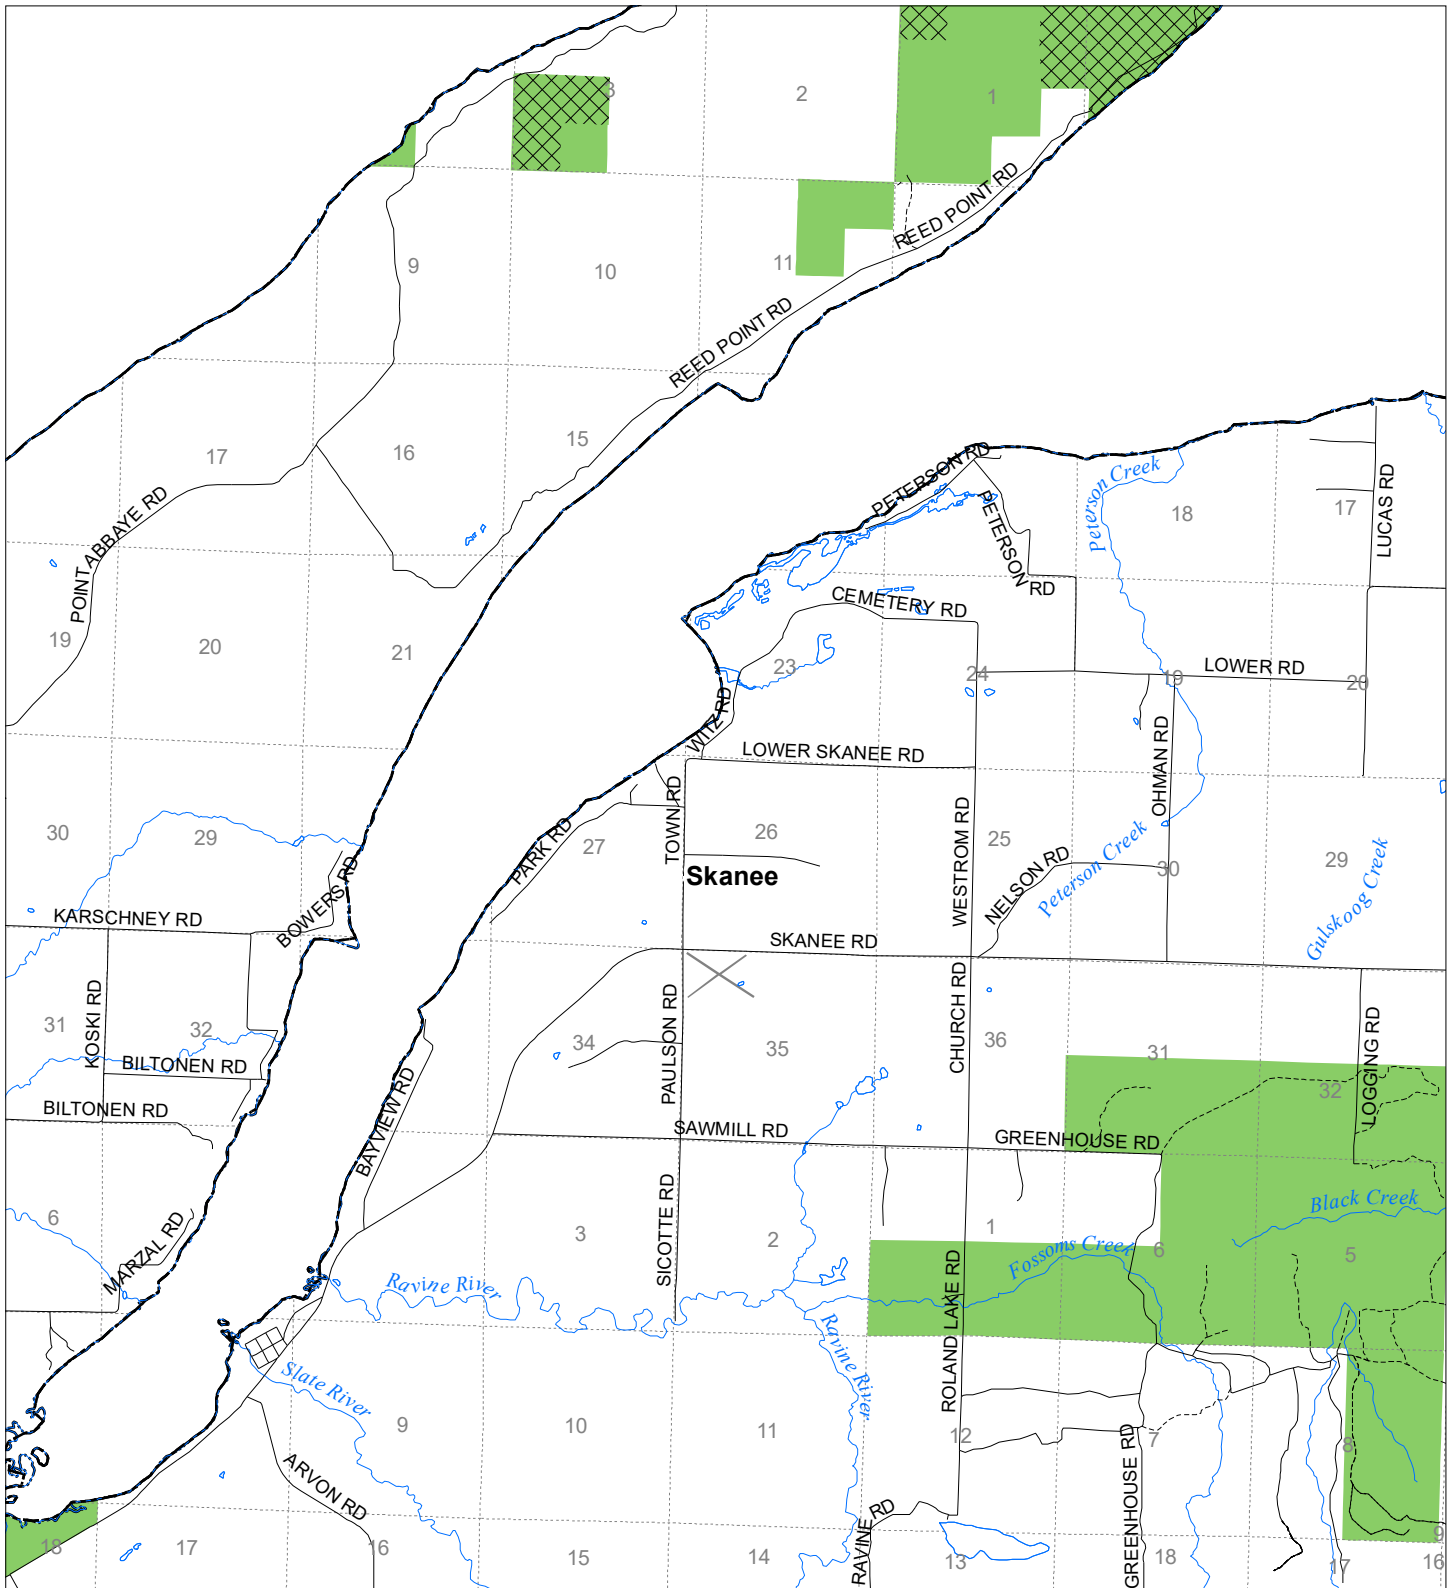 3
2
1
REED POINT RD
9
10
11
REED POINT RD
17
16
15
PETERSON RD
Peterson Creek
18
17
LUCAS RD
POINT ABBAYE RD
PETERSON RD
CEMETERY RD
19
20
21
23
24
19
LOWER RD
20
WITZ RD
LOWER SKANEE RD
OHMAN RD
30
29
PARK RD
27
TOWN RD
26
WESTROM RD
25
NELSON RD
Peterson Creek
30
29
Gulskoog Creek
Skanee
KARSCHNEY RD
BOWERS RD
SKANEE RD
31
KOSKI RD
32
34
PAULSON RD
35
CHURCH RD
36
31
32
LOGGING RD
BILTONEN RD
BILTONEN RD
BAYVIEW RD
SAWMILL RD
GREENHOUSE RD
6
MARZAL RD
3
SICOTTE RD
2
1
Fossoms Creek
6
Black Creek
5
Ravine River
ROLAND LAKE RD
Ravine River
Slate River
9
10
11
12
7
8
ARVON RD
GREENHOUSE RD
RAVINE RD
18
17
16
15
14
13
18
17
9
16